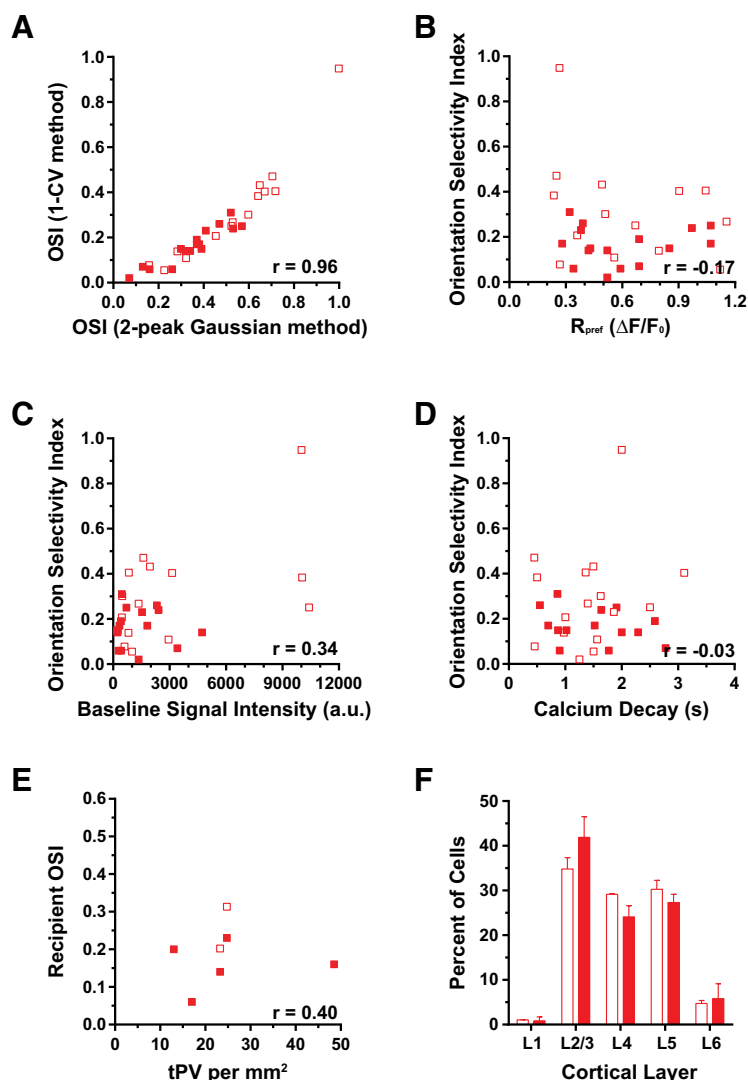 A
OSI (1-CV method)
1.0
0.8
0.6
0.4
0.2
0.0
r = 0.96
0.0 0.2 0.4 0.6 0.8 1.0
OSI (2-peak Gaussian method)
B
Orientation Selectivity Index
1.0
0.8
0.6
0.4
0.2
0.0
r = -0.17
0.0 0.3 0.6 0.9 1.2
Rpref (ΔF/F₀)
C
Orientation Selectivity Index
1.0
0.8
0.6
0.4
0.2
0.0
r = 0.34
0 3000 6000 9000 12000
Baseline Signal Intensity (a.u.)
D
Orientation Selectivity Index
1.0
0.8
0.6
0.4
0.2
0.0
r = -0.03
0 1 2 3 4
Calcium Decay (s)
E
Recipient OSI
0.6
0.5
0.4
0.3
0.2
0.1
0.0
r = 0.40
0 10 20 30 40 50
tPV per mm²
F
Percent of Cells
50
40
30
20
10
0
L1 L2/3 L4 L5 L6
Cortical Layer